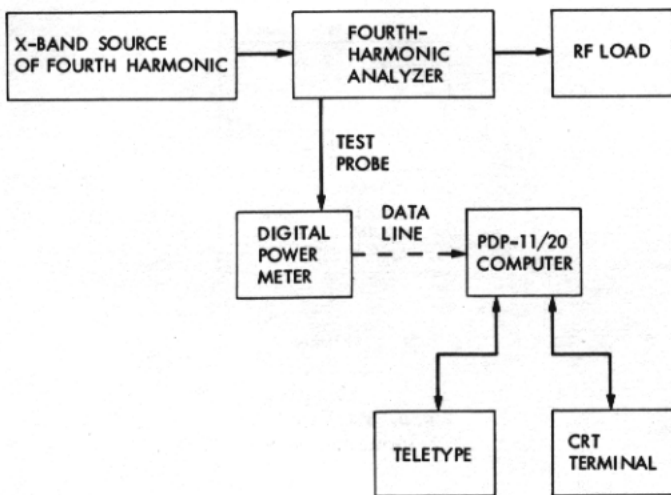 X-BAND SOURCE
OF FOURTH HARMONIC
FOURTH-
HARMONIC
ANALYZER
RF LOAD
TEST
PROBE
DIGITAL
POWER
METER
DATA
LINE
PDP-11/20
COMPUTER
TELETYPE
CRT
TERMINAL